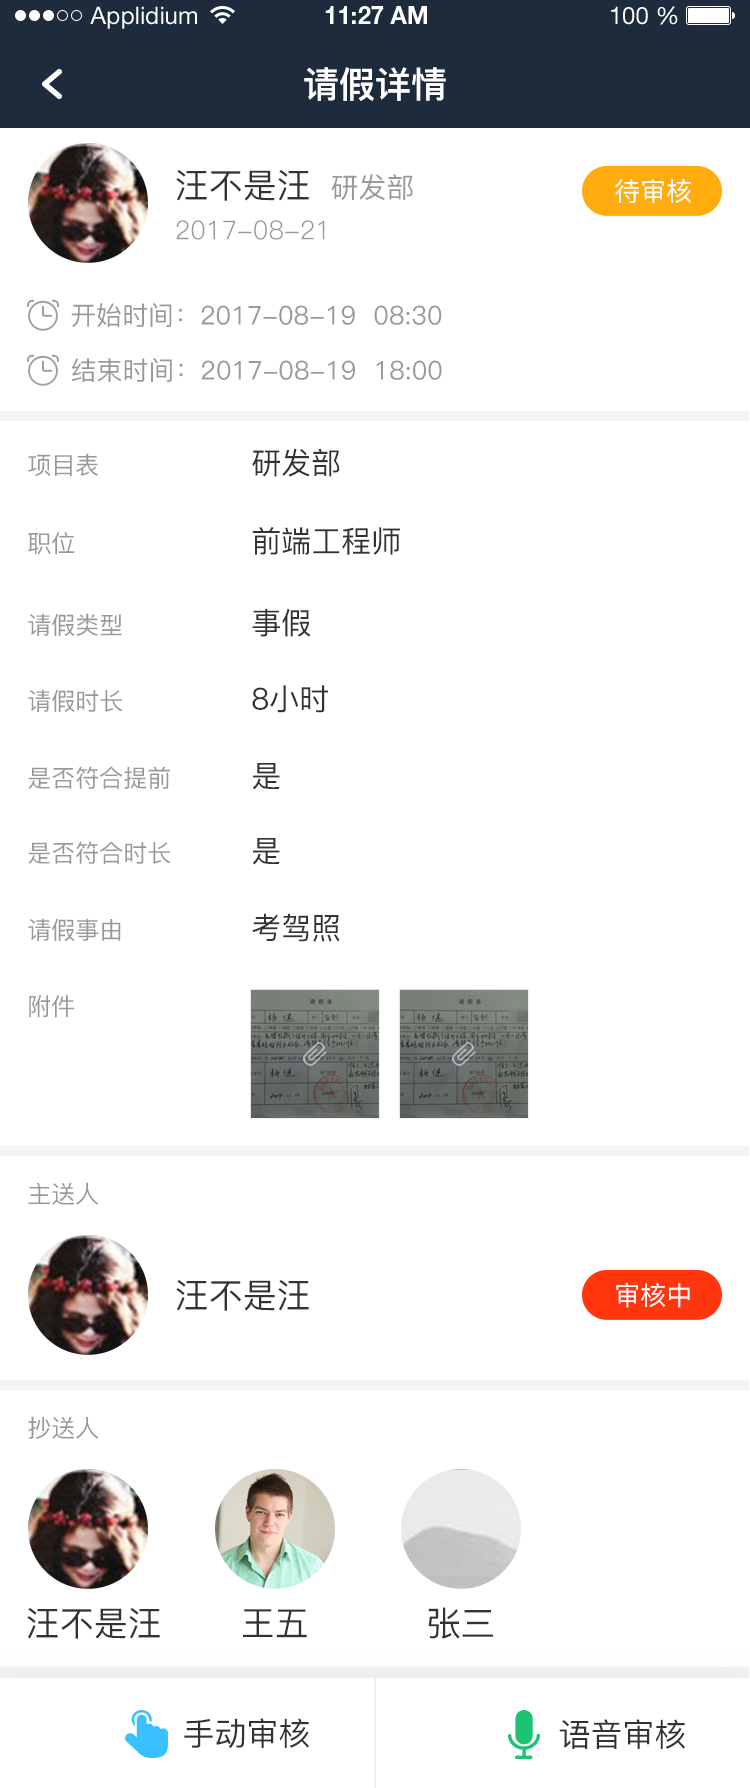 Applidium 11:27 AM 100 %
请假详情
汪不是汪 研发部 待审核
2017-08-21
开始时间: 2017-08-19 08:30
结束时间: 2017-08-19 18:00
项目表 研发部
职位 前端工程师
请假类型 事假
请假时长 8小时
是否符合提前 是
是否符合时长 是
请假事由 考驾照
附件
请假条 请假条
主送人
汪不是汪 审核中
抄送人
汪不是汪 王五 张三
手动审核 语音审核